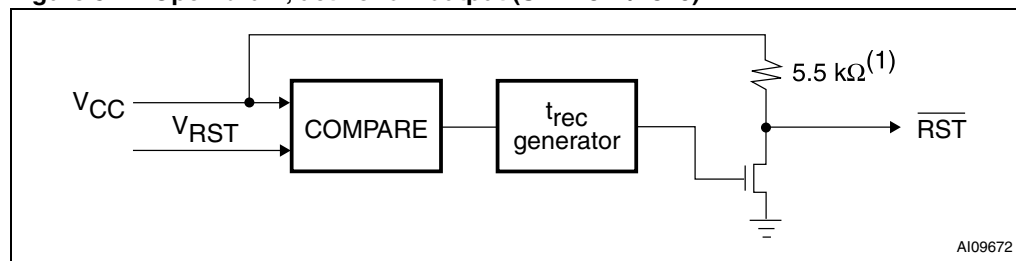 5.5 kΩ(1)
VCC
VRST
COMPARE
trec
generator
RST
AI09672